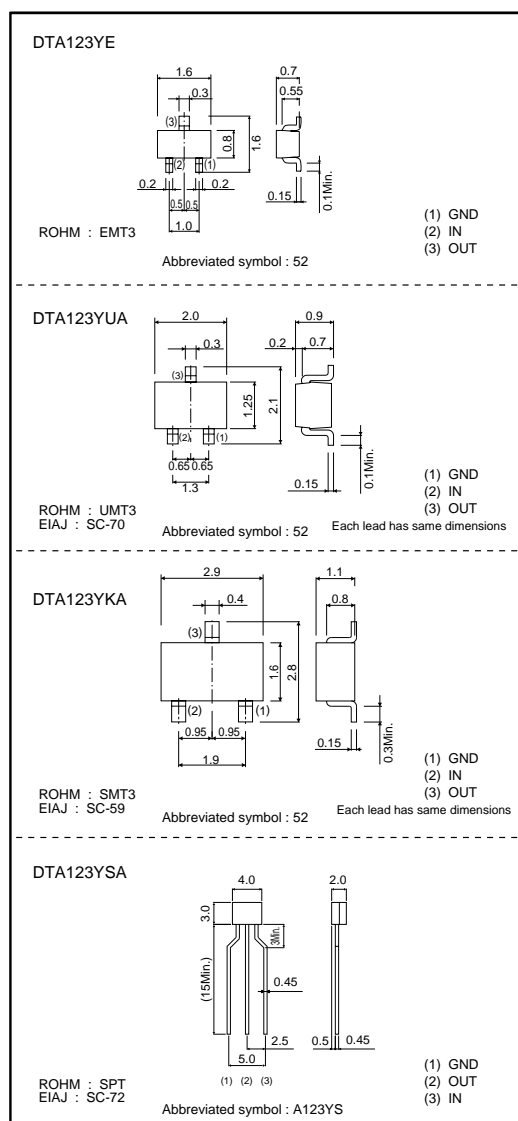 DTA123YE
1.6
0.3
(3)
0.8
1.6
(2)
(1)
0.2
0.2
0.5 0.5
1.0
0.7
0.55
0.15
0.1Min.
(1) GND
(2) IN
(3) OUT
ROHM : EMT3
Abbreviated symbol : 52
DTA123YUA
2.0
0.3
(3)
1.25
2.1
(2)
(1)
0.65 0.65
1.3
0.9
0.2
0.7
0.15
0.1Min.
(1) GND
(2) IN
(3) OUT
ROHM : UMT3
EIAJ : SC-70
Abbreviated symbol : 52
Each lead has same dimensions
DTA123YKA
2.9
0.4
(3)
1.6
2.8
(2)
(1)
0.95 0.95
1.9
1.1
0.8
0.15
0.3Min.
(1) GND
(2) IN
(3) OUT
ROHM : SMT3
EIAJ : SC-59
Abbreviated symbol : 52
Each lead has same dimensions
DTA123YSA
4.0
2.0
3.0
3Min.
(15Min.)
0.45
2.5
5.0
0.5
0.45
(1) (2) (3)
(1) GND
(2) OUT
(3) IN
ROHM : SPT
EIAJ : SC-72
Abbreviated symbol : A123YS